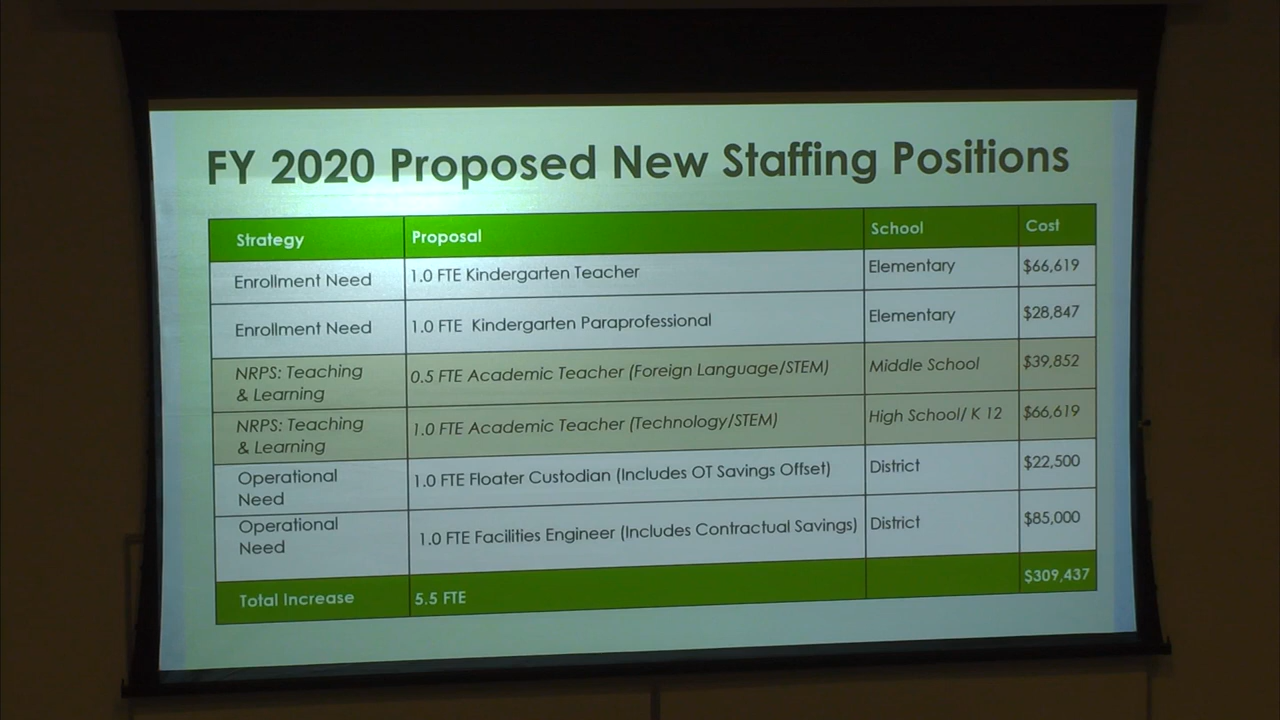 FY 2020 Proposed New Staffing Positions
Strategy Proposal School Cost
Enrollment Need 1.0 FTE Kindergarten Teacher Elementary $66,619
Enrollment Need 1.0 FTE Kindergarten Paraprofessional Elementary $28,847
NRPS: Teaching
& Learning 0.5 FTE Academic Teacher (Foreign Language/STEM) Middle School $39,852
NRPS: Teaching
& Learning 1.0 FTE Academic Teacher (Technology/STEM) High School/ K 12 $66,619
Operational
Need 1.0 FTE Floater Custodian (Includes OT Savings Offset) District $22,500
Operational
Need 1.0 FTE Facilities Engineer (Includes Contractual Savings) District $85,000
Total Increase 5.5 FTE $309,437